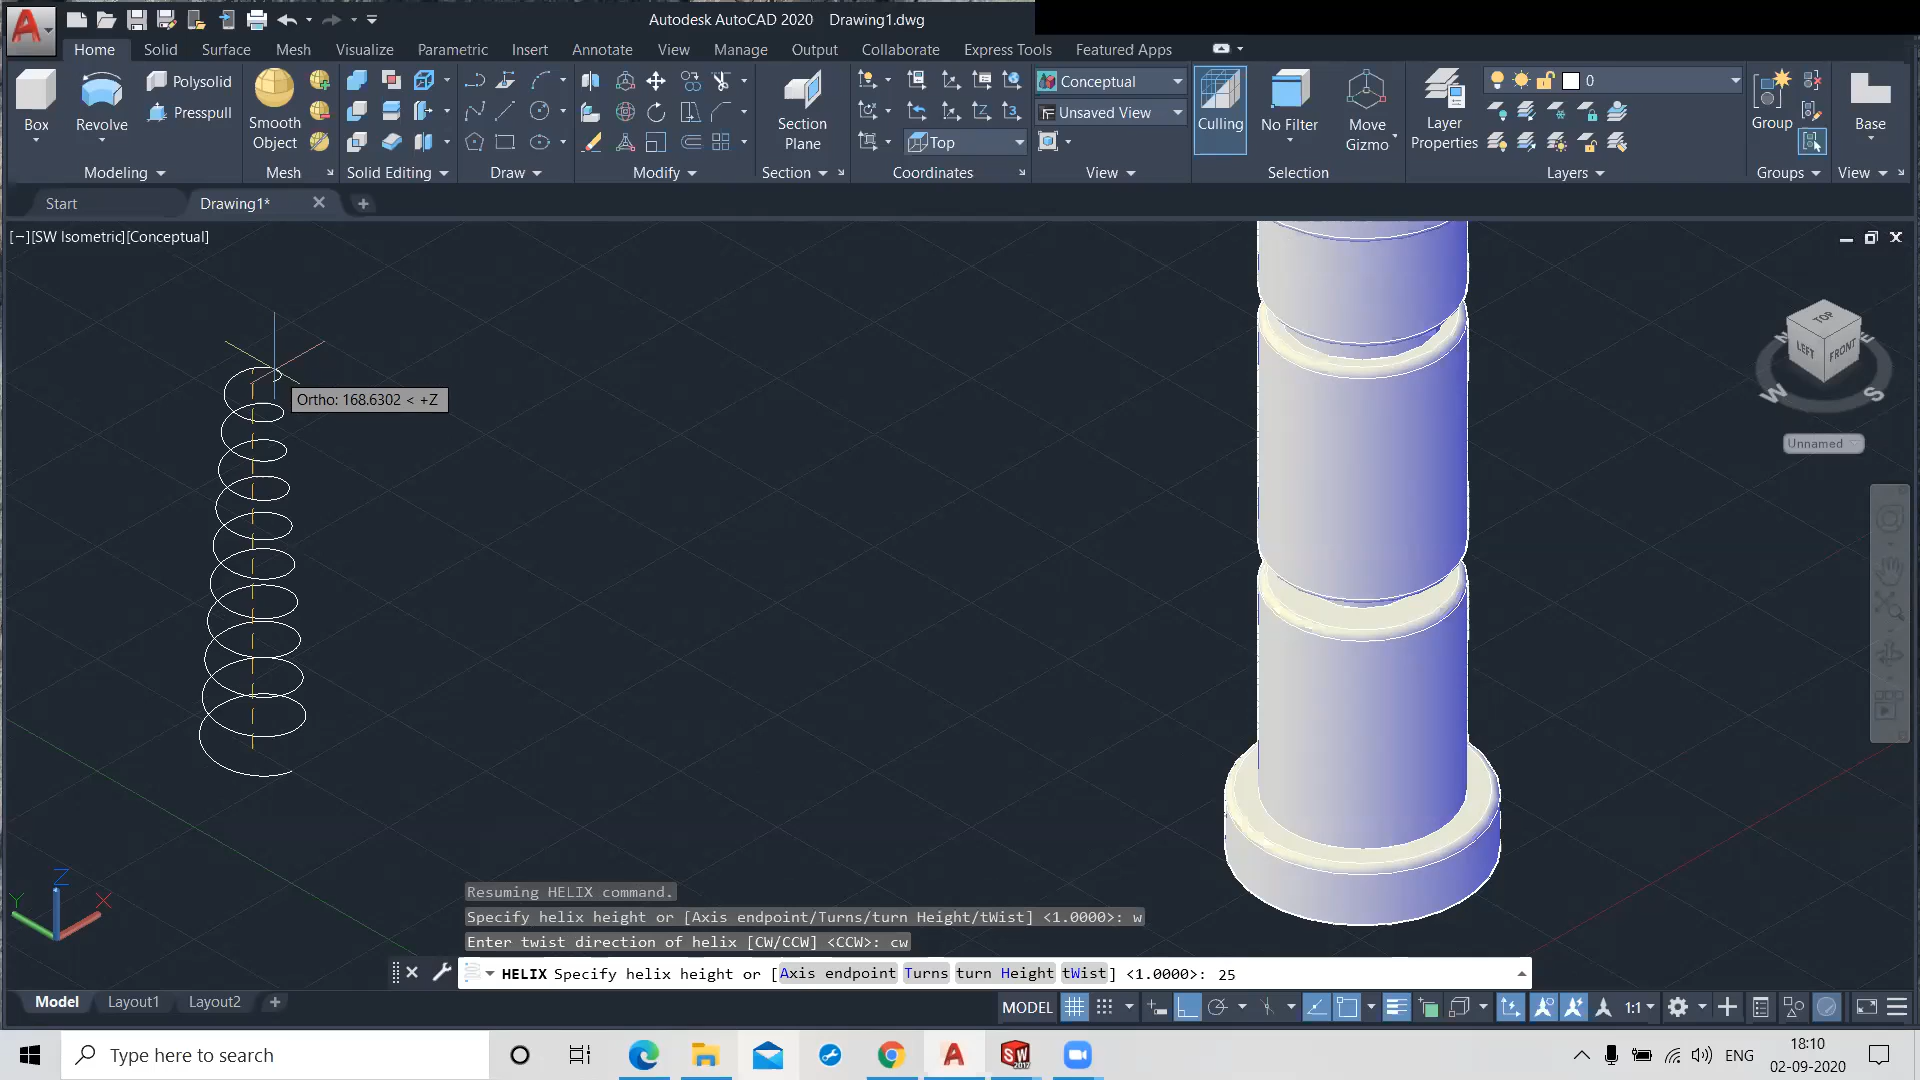 Autodesk AutoCAD 2020 Drawing1.dwg
Home Solid Surface Mesh Visualize Parametric Insert Annotate View Manage Output Collaborate Express Tools Featured Apps
Box
Revolve
Polysolid
Presspull
Smooth
Object
Section
Plane
Top
Conceptual
Unsaved View
Culling
No Filter
Move
Gizmo
Layer
Properties
0
Group
Base
Modeling Mesh Solid Editing Draw Modify Section Coordinates View Selection Layers Groups View
Start Drawing1*
[−][SW Isometric][Conceptual]
TOP
LEFT FRONT
W S
Unnamed
Ortho: 168.6302 < +Z
Z
Y X
Resuming HELIX command.
Specify helix height or [Axis endpoint/Turns/turn Height/tWist] <1.0000>: w
Enter twist direction of helix [CW/CCW] <CCW>: cw
HELIX Specify helix height or [Axis endpoint Turns turn Height tWist] <1.0000>: 25
Model Layout1 Layout2
MODEL 1:1
Type here to search
SW
2017
ENG
18:10
02-09-2020